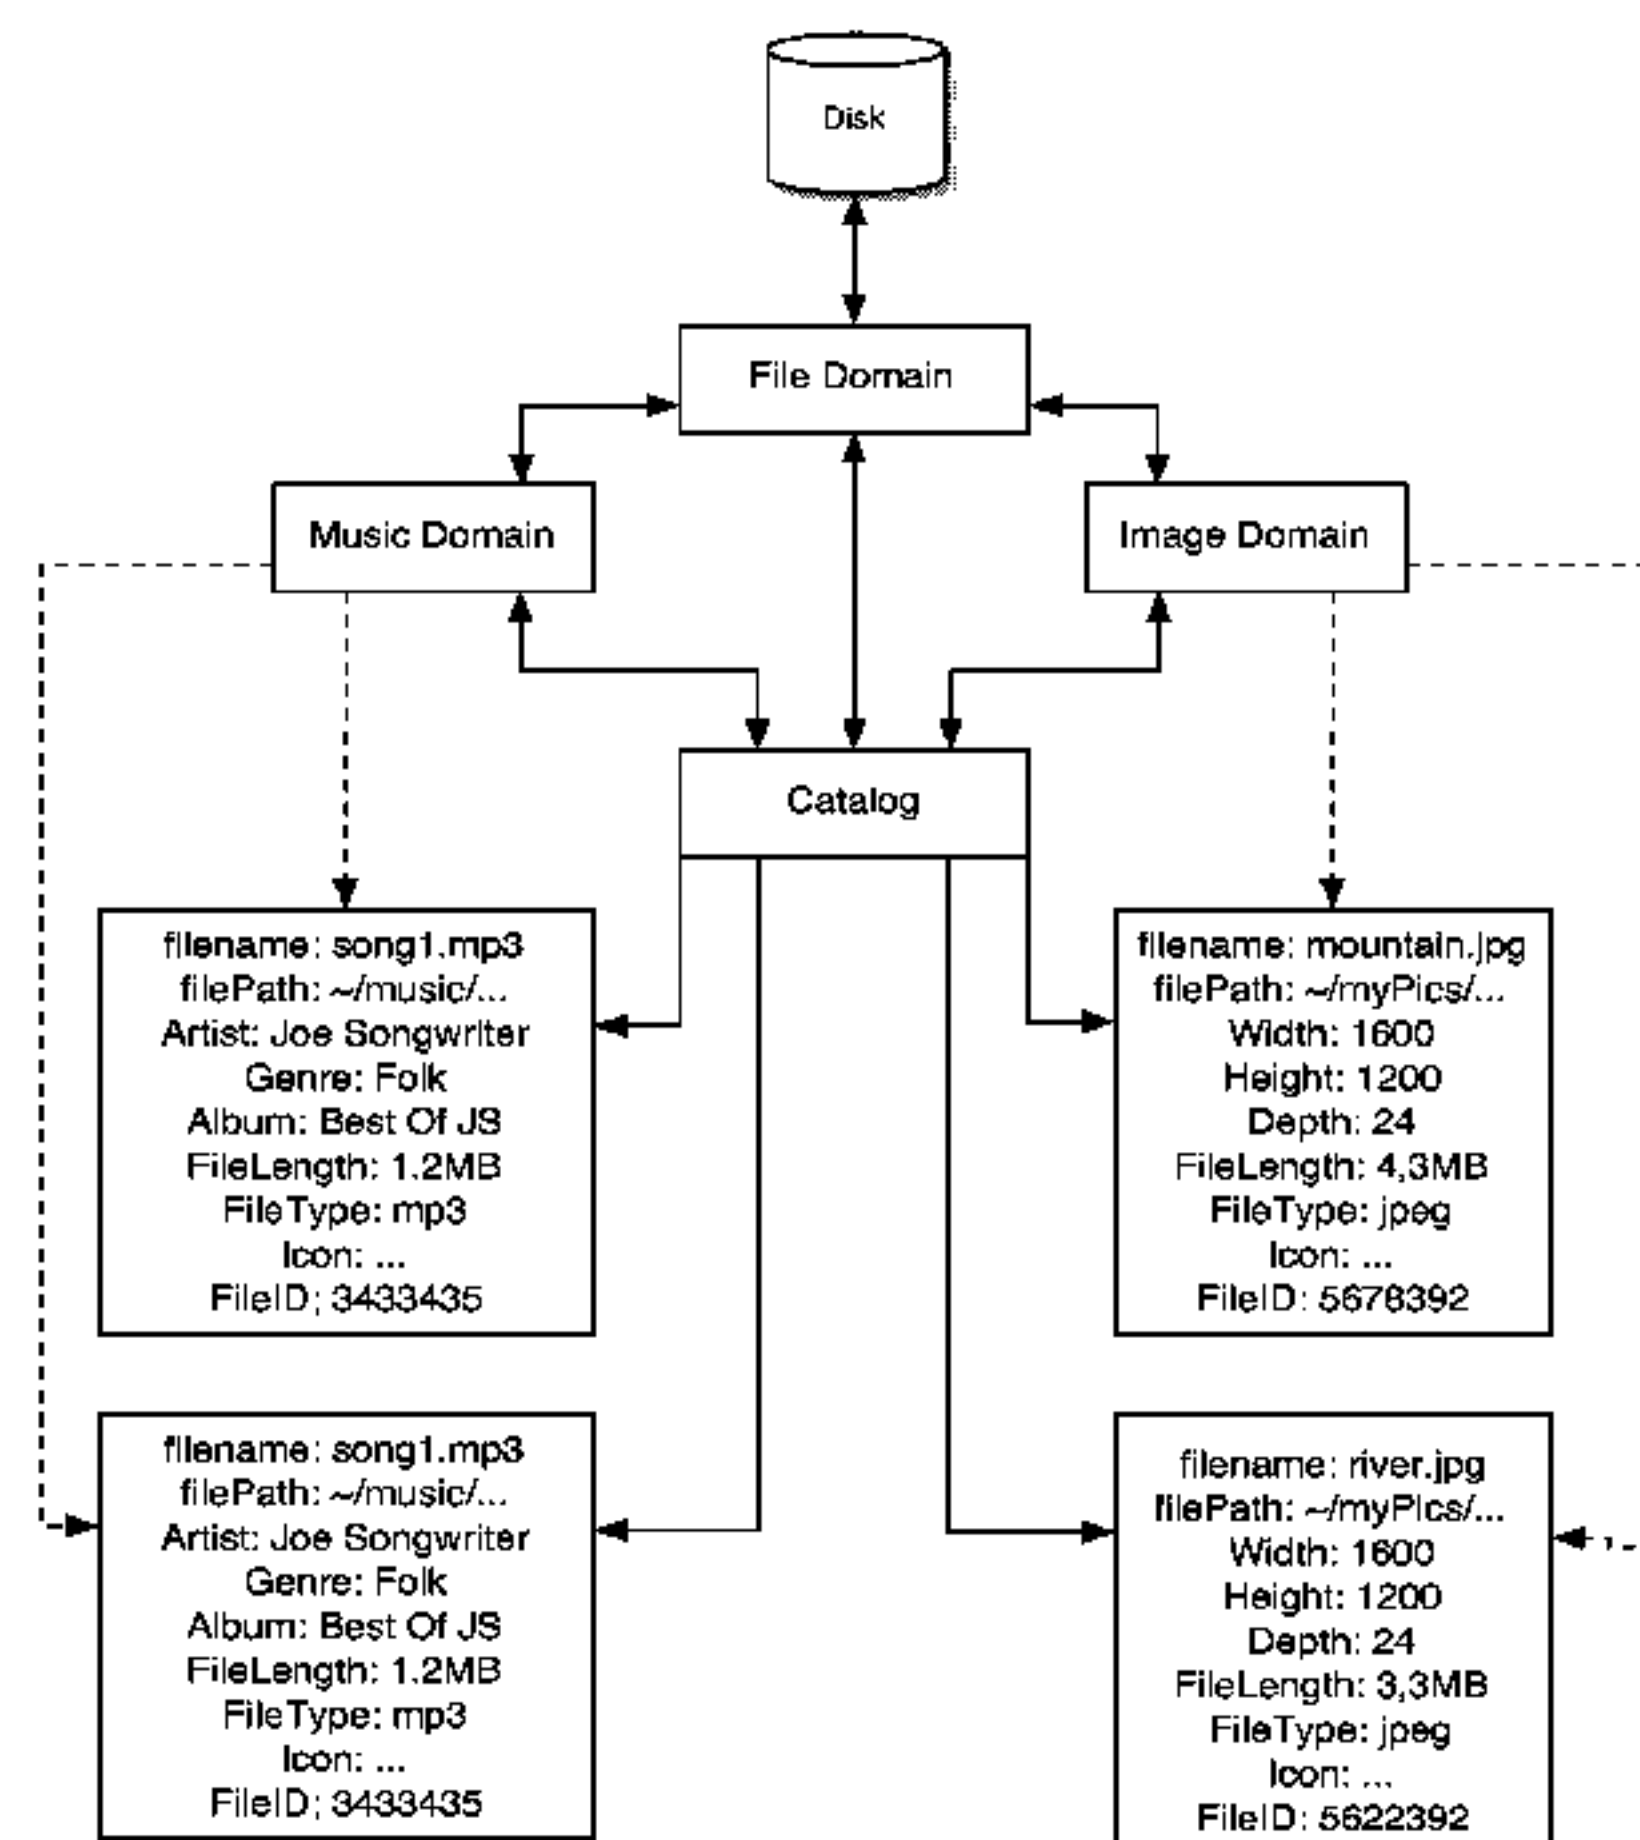 Disk
File Domain
Music Domain
Image Domain
Catalog
filename: song1.mp3
filePath: ~/music/...
Artist: Joe Songwriter
Genre: Folk
Album: Best Of JS
FileLength: 1.2MB
FileType: mp3
Icon: ...
FileID; 3433435
filename: mountain.jpg
filePath: ~/myPics/...
Width: 1600
Height: 1200
Depth: 24
FileLength: 4,3MB
FileType: jpeg
Icon: ...
FileID: 5678392
filename: song1.mp3
filePath: ~/music/...
Artist: Joe Songwriter
Genre: Folk
Album: Best Of JS
FileLength: 1.2MB
FileType: mp3
Icon: ...
FileID; 3433435
filename: river.jpg
filePath: ~/myPics/...
Width: 1600
Height: 1200
Depth: 24
FileLength: 3,3MB
FileType: jpeg
Icon: ...
FileID: 5622392